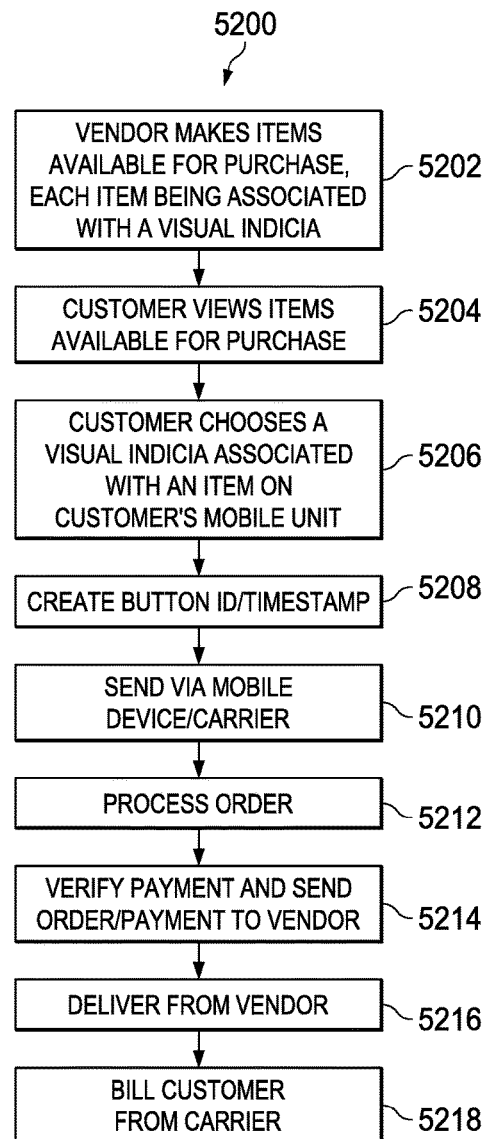 5200
VENDOR MAKES ITEMS
AVAILABLE FOR PURCHASE,
EACH ITEM BEING ASSOCIATED
WITH A VISUAL INDICIA
5202
CUSTOMER VIEWS ITEMS
AVAILABLE FOR PURCHASE
5204
CUSTOMER CHOOSES A
VISUAL INDICIA ASSOCIATED
WITH AN ITEM ON
CUSTOMER'S MOBILE UNIT
5206
CREATE BUTTON ID/TIMESTAMP
5208
SEND VIA MOBILE
DEVICE/CARRIER
5210
PROCESS ORDER
5212
VERIFY PAYMENT AND SEND
ORDER/PAYMENT TO VENDOR
5214
DELIVER FROM VENDOR
5216
BILL CUSTOMER
FROM CARRIER
5218